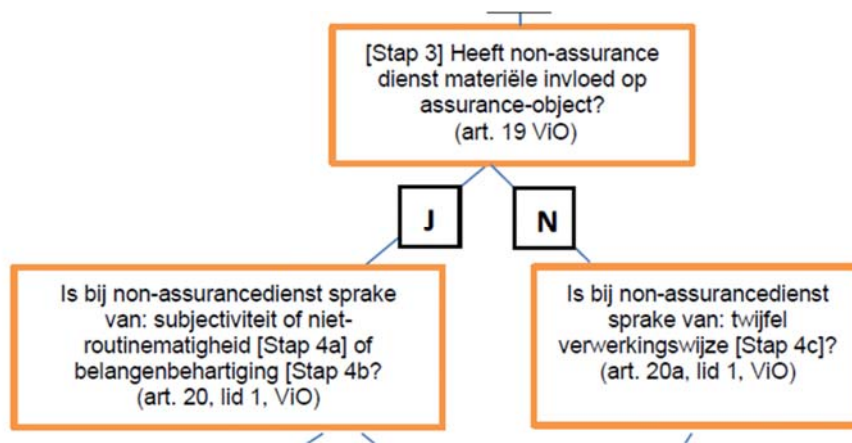 [Stap 3] Heeft non-assurance
dienst materiële invloed op
assurance-object?
(art. 19 ViO)
J
N
Is bij non-assurancedienst sprake
van: subjectiviteit of niet-
routinematigheid [Stap 4a] of
belangenbehartiging [Stap 4b?
(art. 20, lid 1, ViO)
Is bij non-assurancedienst
sprake van: twijfel
verwerkingswijze [Stap 4c]?
(art. 20a, lid 1, ViO)